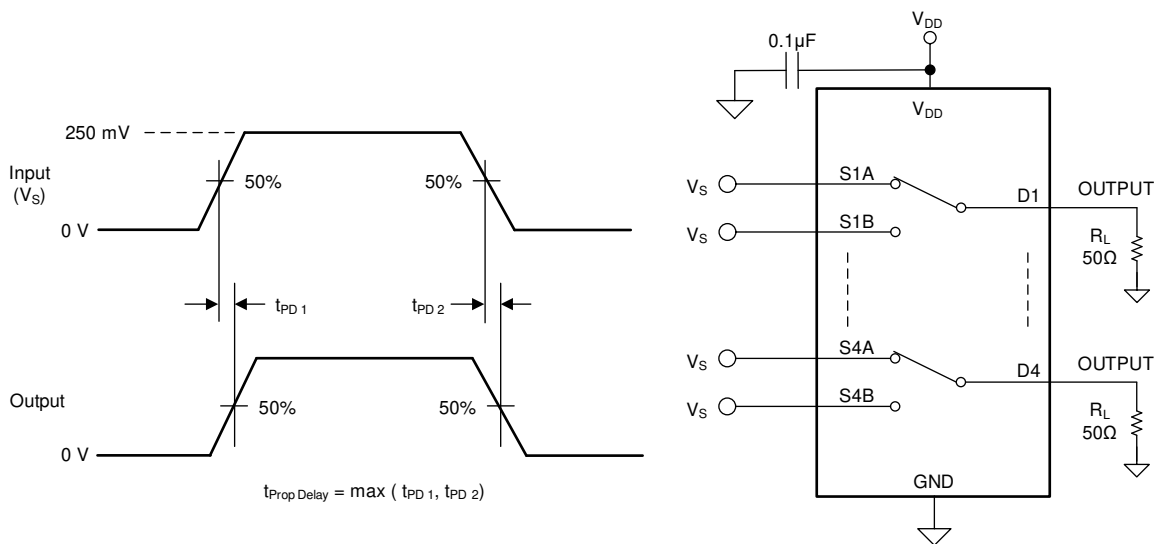 250 mV
Input
(VS)
50%
50%
0 V
tPD 1
tPD 2
Output
50%
50%
0 V
tProp Delay = max ( tPD 1, tPD 2)
VDD
0.1µF
VDD
VS
S1A
D1
OUTPUT
VS
S1B
RL
50Ω
VS
S4A
D4
OUTPUT
VS
S4B
RL
50Ω
GND